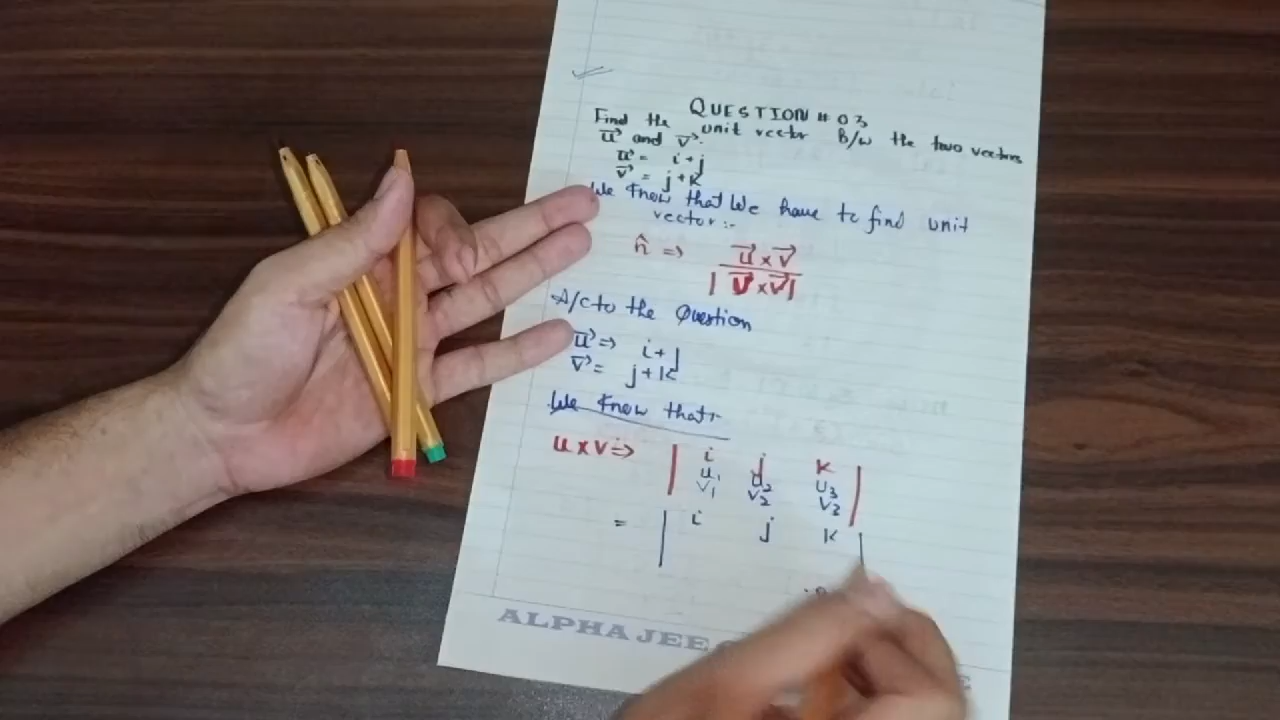 QUESTION # 03
Find the unit vector B/w the two vectors
u and v.
u = i+j
v = j+k
We know that We have to find unit
vector:-
n̂ => u×v
|v×v|
A/c to the Question
u => i+j
v = j+k
We know that:-
u×v => | i j k
u₁ u₂ u₃
v₁ v₂ v₃ |
= | i j k |
ALPHA JEE